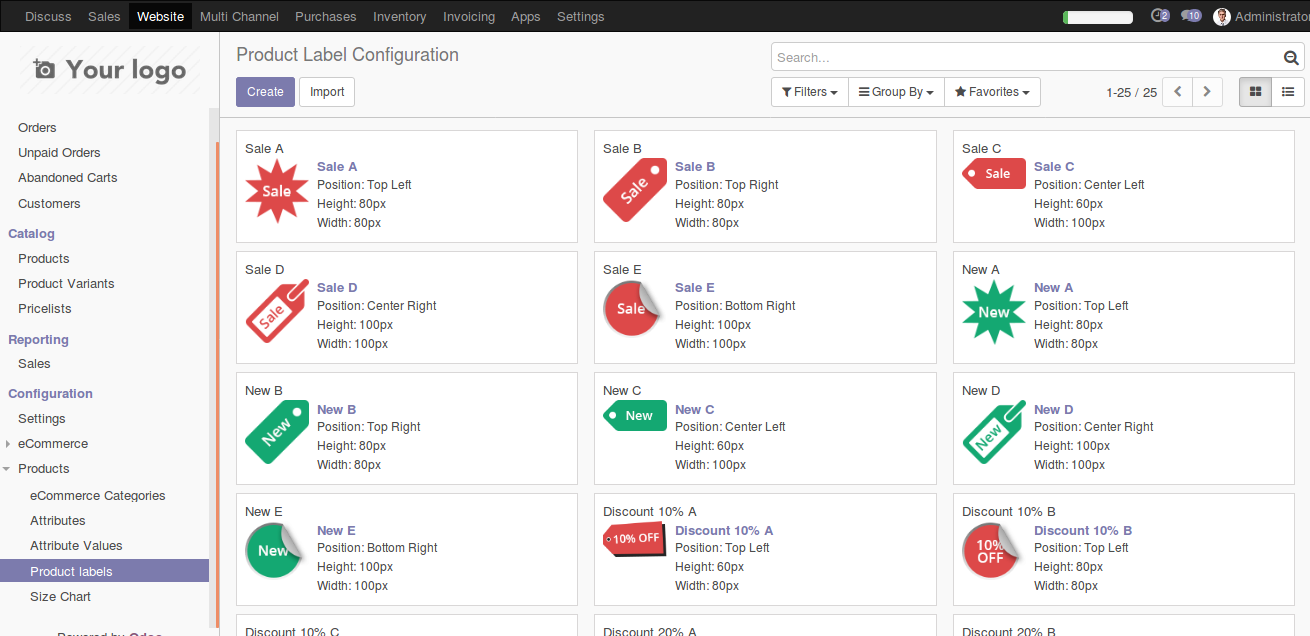 Discuss Sales Website Multi Channel Purchases Inventory Invoicing Apps Settings 2 10 Administrator
Your logo
Product Label Configuration
Search...
Create Import
Filters Group By Favorites 1-25 / 25
Orders
Unpaid Orders
Abandoned Carts
Customers
Catalog
Products
Product Variants
Pricelists
Reporting
Sales
Configuration
Settings
eCommerce
Products
eCommerce Categories
Attributes
Attribute Values
Product labels
Size Chart
Powered by Odoo
Sale A
Sale
Sale A
Position: Top Left
Height: 80px
Width: 80px
Sale B
Sale
Sale B
Position: Top Right
Height: 80px
Width: 80px
Sale C
Sale
Sale C
Position: Center Left
Height: 60px
Width: 100px
Sale D
Sale
Sale D
Position: Center Right
Height: 100px
Width: 100px
Sale E
Sale
Sale E
Position: Bottom Right
Height: 100px
Width: 100px
New A
New
New A
Position: Top Left
Height: 80px
Width: 80px
New B
New
New B
Position: Top Right
Height: 80px
Width: 80px
New C
New
New C
Position: Center Left
Height: 60px
Width: 100px
New D
New
New D
Position: Center Right
Height: 100px
Width: 100px
New E
New
New E
Position: Bottom Right
Height: 100px
Width: 100px
Discount 10% A
10% OFF
Discount 10% A
Position: Top Left
Height: 60px
Width: 80px
Discount 10% B
10%
OFF
Discount 10% B
Position: Top Left
Height: 80px
Width: 80px
Discount 10% C
Discount 20% A
Discount 20% B